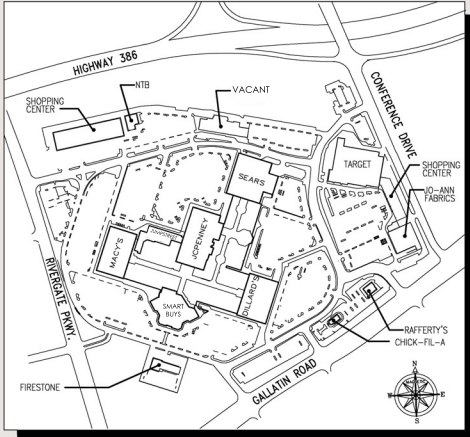 HIGHWAY 386
NTB
VACANT
SHOPPING
CENTER
CONFERENCE DRIVE
TARGET
SHOPPING
CENTER
SEARS
JO-ANN
FABRICS
JCPENNEY
MACY'S
DILLARD'S
SMART
BUYS
RIVERGATE PKWY
RAFFERTY'S
CHICK-FIL-A
GALLATIN ROAD
FIRESTONE
N
W
E
S